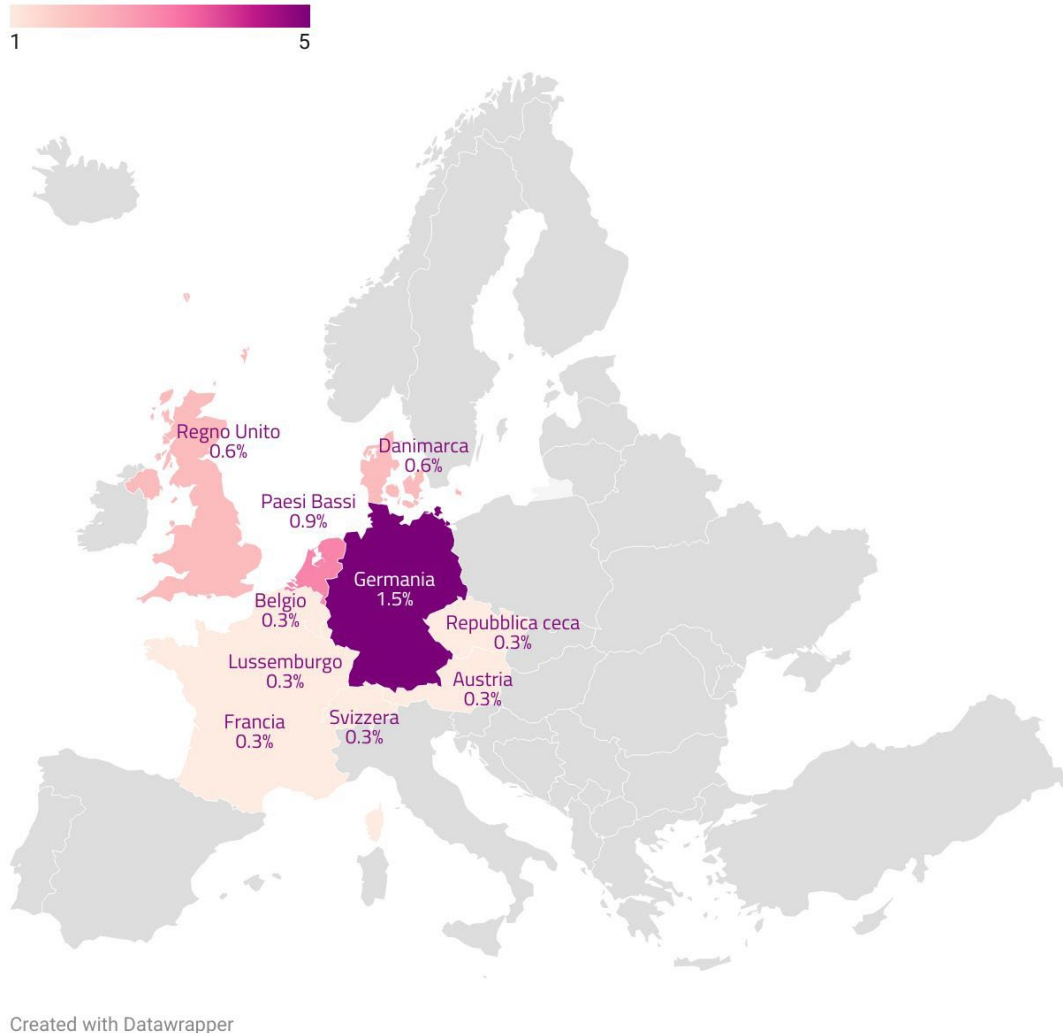 1 5
Regno Unito
0.6%
Danimarca
0.6%
Paesi Bassi
0.9%
Germania
1.5%
Belgio
0.3%
Repubblica ceca
0.3%
Lussemburgo
0.3%
Austria
0.3%
Francia
0.3%
Svizzera
0.3%
Created with Datawrapper